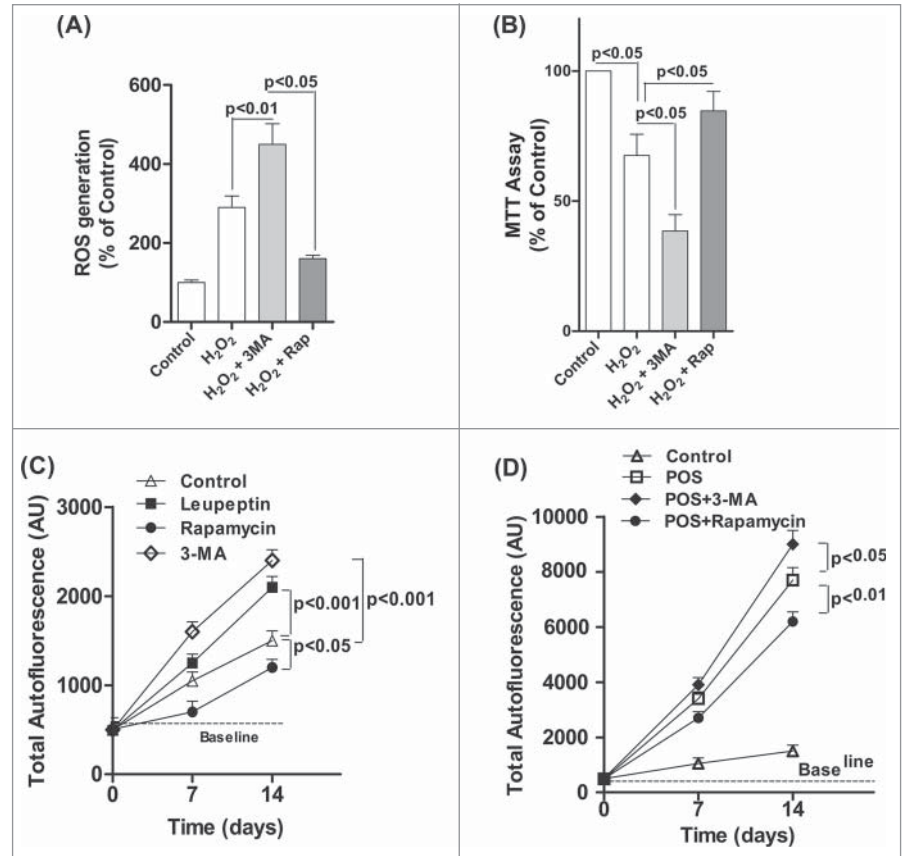 (A)
ROS generation
(% of Control)
600
400
200
0
p<0.05
p<0.01
Control
H₂O₂
H₂O₂ + 3MA
H₂O₂ + Rap
(B)
MTT Assay
(% of Control)
100
50
0
p<0.05
p<0.05
p<0.05
Control
H₂O₂
H₂O₂ + 3MA
H₂O₂ + Rap
(C)
Control
Leupeptin
Rapamycin
3-MA
Total Autofluorescence (AU)
3000
2000
1000
0
p<0.001
p<0.001
p<0.05
Baseline
0 7 14
Time (days)
(D)
Control
POS
POS+3-MA
POS+Rapamycin
Total Autofluorescence (AU)
10000
8000
6000
4000
2000
0
p<0.05
p<0.01
Baseline
0 7 14
Time (days)